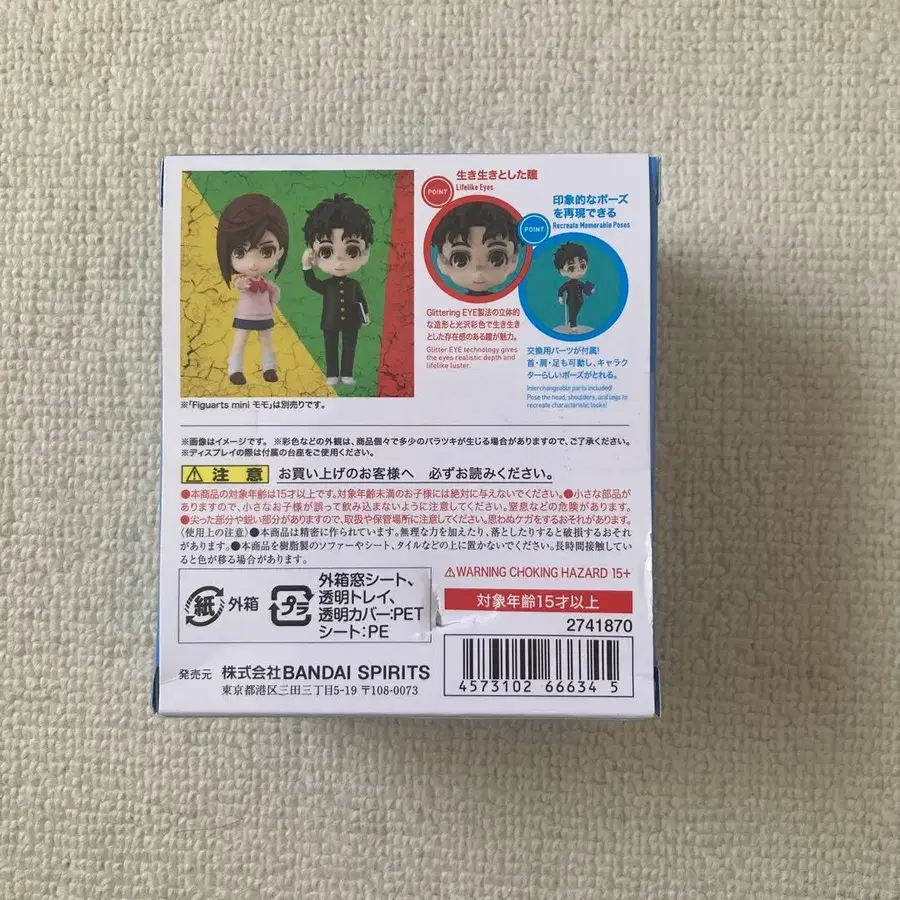 POINT
生き生きとした瞳
Lifelike Eyes
POINT
印象的なポーズ
を再現できる
Recreate Memorable Poses
Glittering EYE製法の立体的
な造形と光沢彩色で生き生き
とした存在感のある瞳が魅力。
Glitter EYE technology gives
the eyes realistic depth and
lifelike luster.
交換用パーツが付属!
首・肩・足も可動し、キャラク
ターらしいポーズがとれる。
Interchangeable parts included!
Pose the head, shoulders, and legs to
recreate characteristic looks!
※「Figuarts mini モモ」は別売りです。
※画像はイメージです。 ※彩色などの外観は、商品個々で多少のバラツキが生じる場合がありますので、ご了承ください。
※ディスプレイの際は付属の台座をご使用ください。
注意 お買い上げのお客様へ 必ずお読みください。
●本商品の対象年齢は15才以上です。対象年齢未満のお子様には絶対に与えないでください。●小さな部品が
ありますので、小さなお子様が誤って飲み込まないように注意してください。窒息などの危険があります。
●尖った部分や鋭い部分がありますので、取扱や保管場所に注意してください。思わぬケガをするおそれがあります。
〈使用上の注意〉●本商品は精密に作られています。無理な力を加えたり、落としたりすると破損するおそれ
があります。●本商品を樹脂製のソファーやシート、タイルなどの上に置かないでください。長時間接触してい
ると色が移る場合があります。
紙 外箱
プラ
外箱窓シート、
透明トレイ、
透明カバー:PET
シート:PE
⚠WARNING CHOKING HAZARD 15+
対象年齢15才以上
2741870
発売元 株式会社BANDAI SPIRITS
東京都港区三田三丁目5-19 〒108-0073
4573102 66634 5